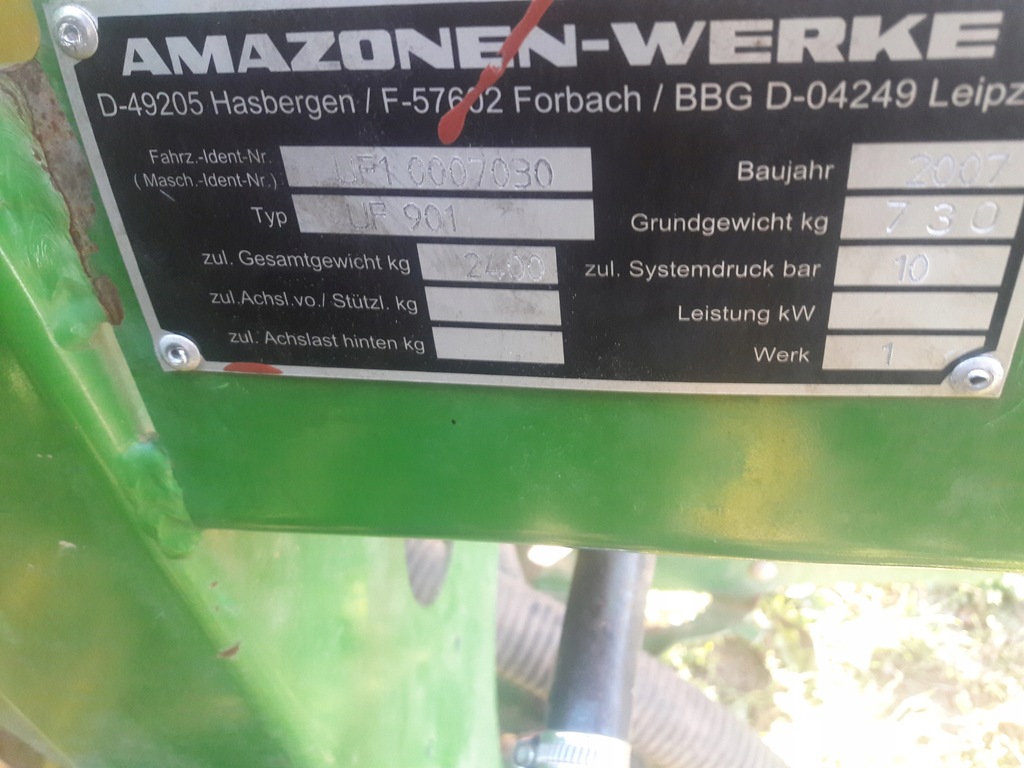 AMAZONEN-WERKE
D-49205 Hasbergen / F-57602 Forbach / BBG D-04249 Leipz
Fahrz.-Ident-Nr.
(Masch.-Ident-Nr.) UF1 0007030
Typ UF 901
zul. Gesamtgewicht kg 2400
zul.Achsl.vo./ Stützl. kg
zul. Achslast hinten kg
Baujahr 2007
Grundgewicht kg 730
zul. Systemdruck bar 10
Leistung kW
Werk 1